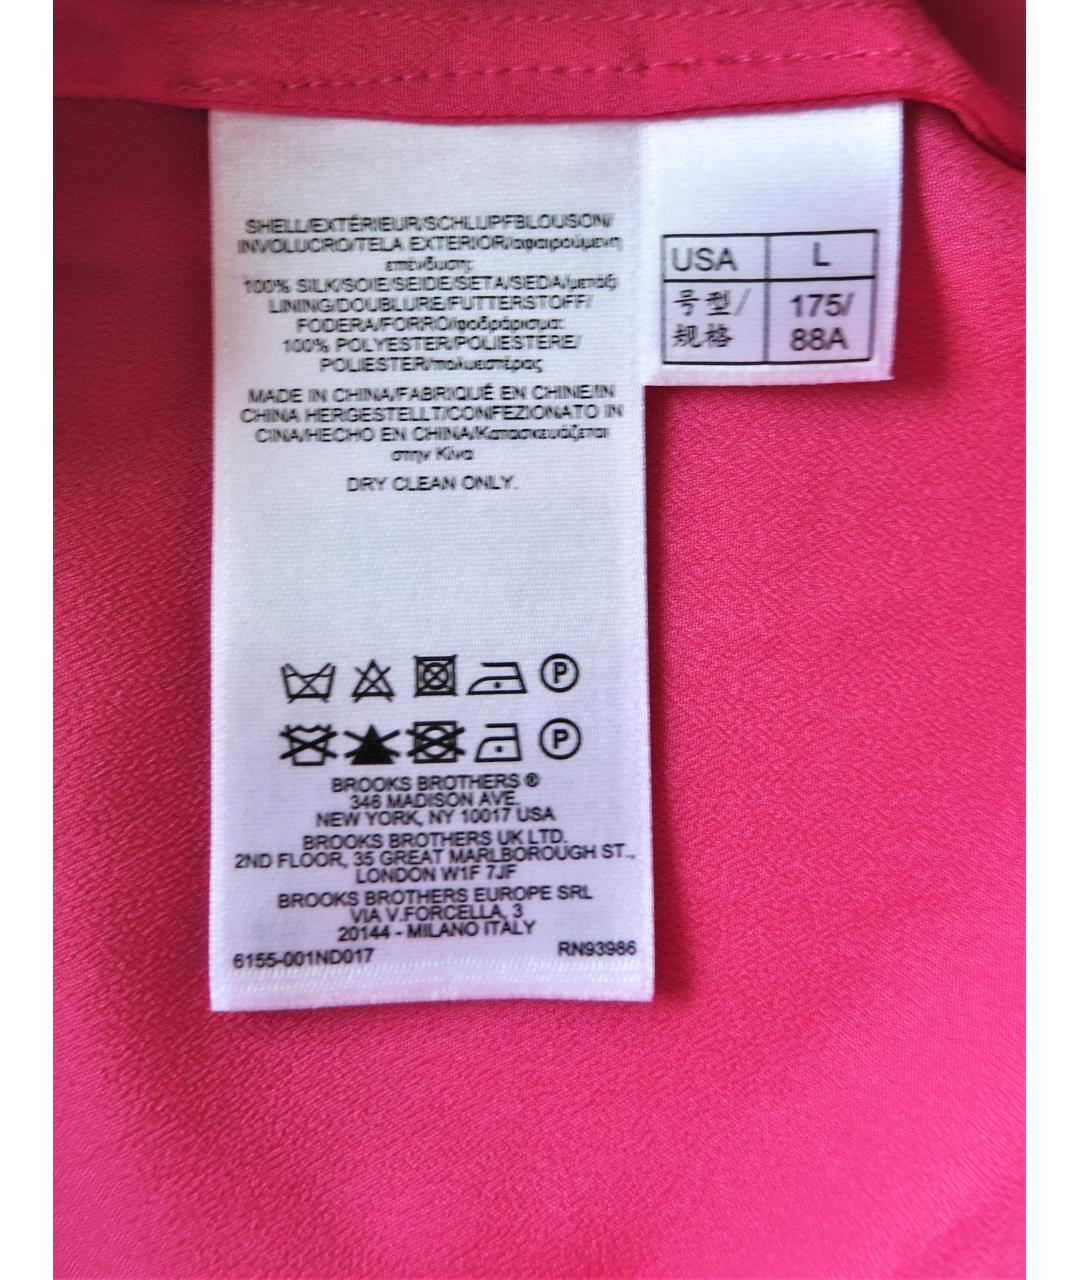 SHELL/EXTÉRIEUR/SCHLUPFBLOUSON/
INVOLUCRO/TELA EXTERIOR/αφαιρούμενη
επένδυση:
100% SILK/SOIE/SEIDE/SETA/SEDA/μετάξι
LINING/DOUBLURE/FUTTERSTOFF/
FODERA/FORRO/φοδράρισμα:
100% POLYESTER/POLIESTERE/
POLIESTER/πολυεστέρας
MADE IN CHINA/FABRIQUÉ EN CHINE/IN
CHINA HERGESTELLT/CONFEZIONATO IN
CINA/HECHO EN CHINA/Κατασκευάζεται
στην Κίνα
DRY CLEAN ONLY.
P
P
BROOKS BROTHERS ®
346 MADISON AVE.
NEW YORK, NY 10017 USA
BROOKS BROTHERS UK LTD.
2ND FLOOR, 35 GREAT MARLBOROUGH ST.,
LONDON W1F 7JF
BROOKS BROTHERS EUROPE SRL
VIA V.FORCELLA, 3
20144 - MILANO ITALY
6155-001ND017 RN93986
USA L
号型/ 175/
规格 88A